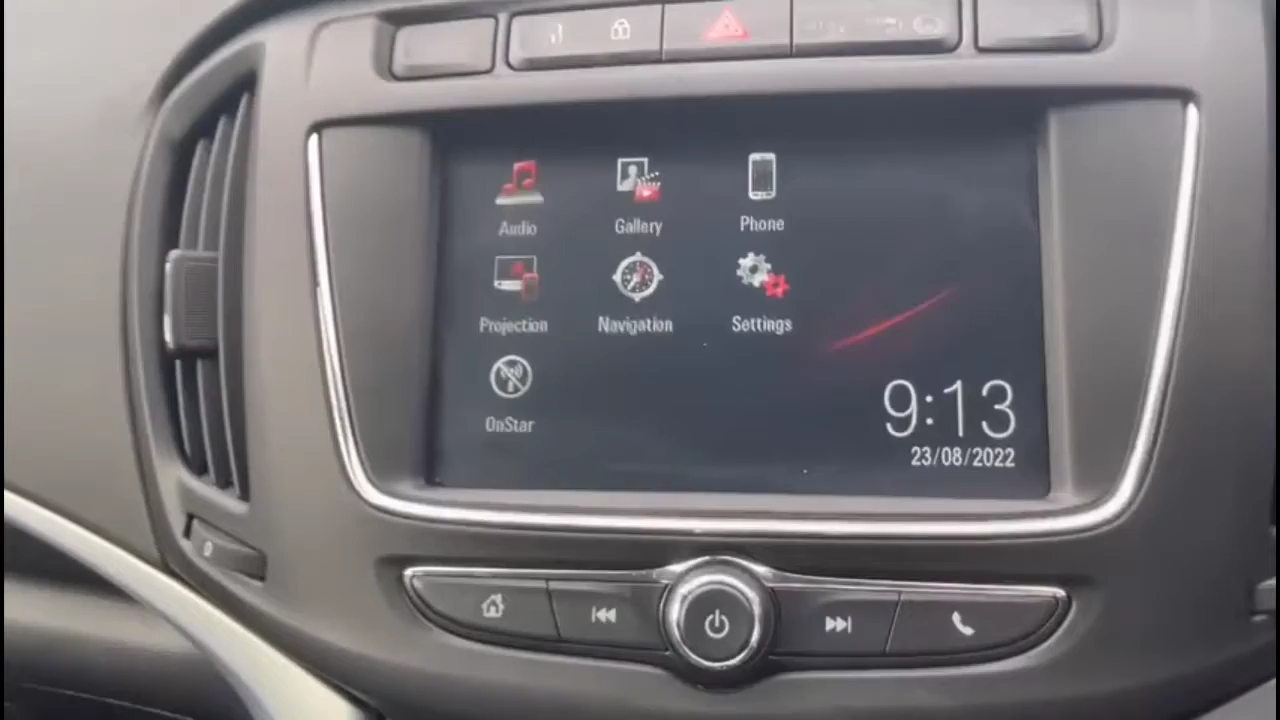 Audio
Gallery
Phone
Projection
Navigation
Settings
OnStar
9:13
23/08/2022